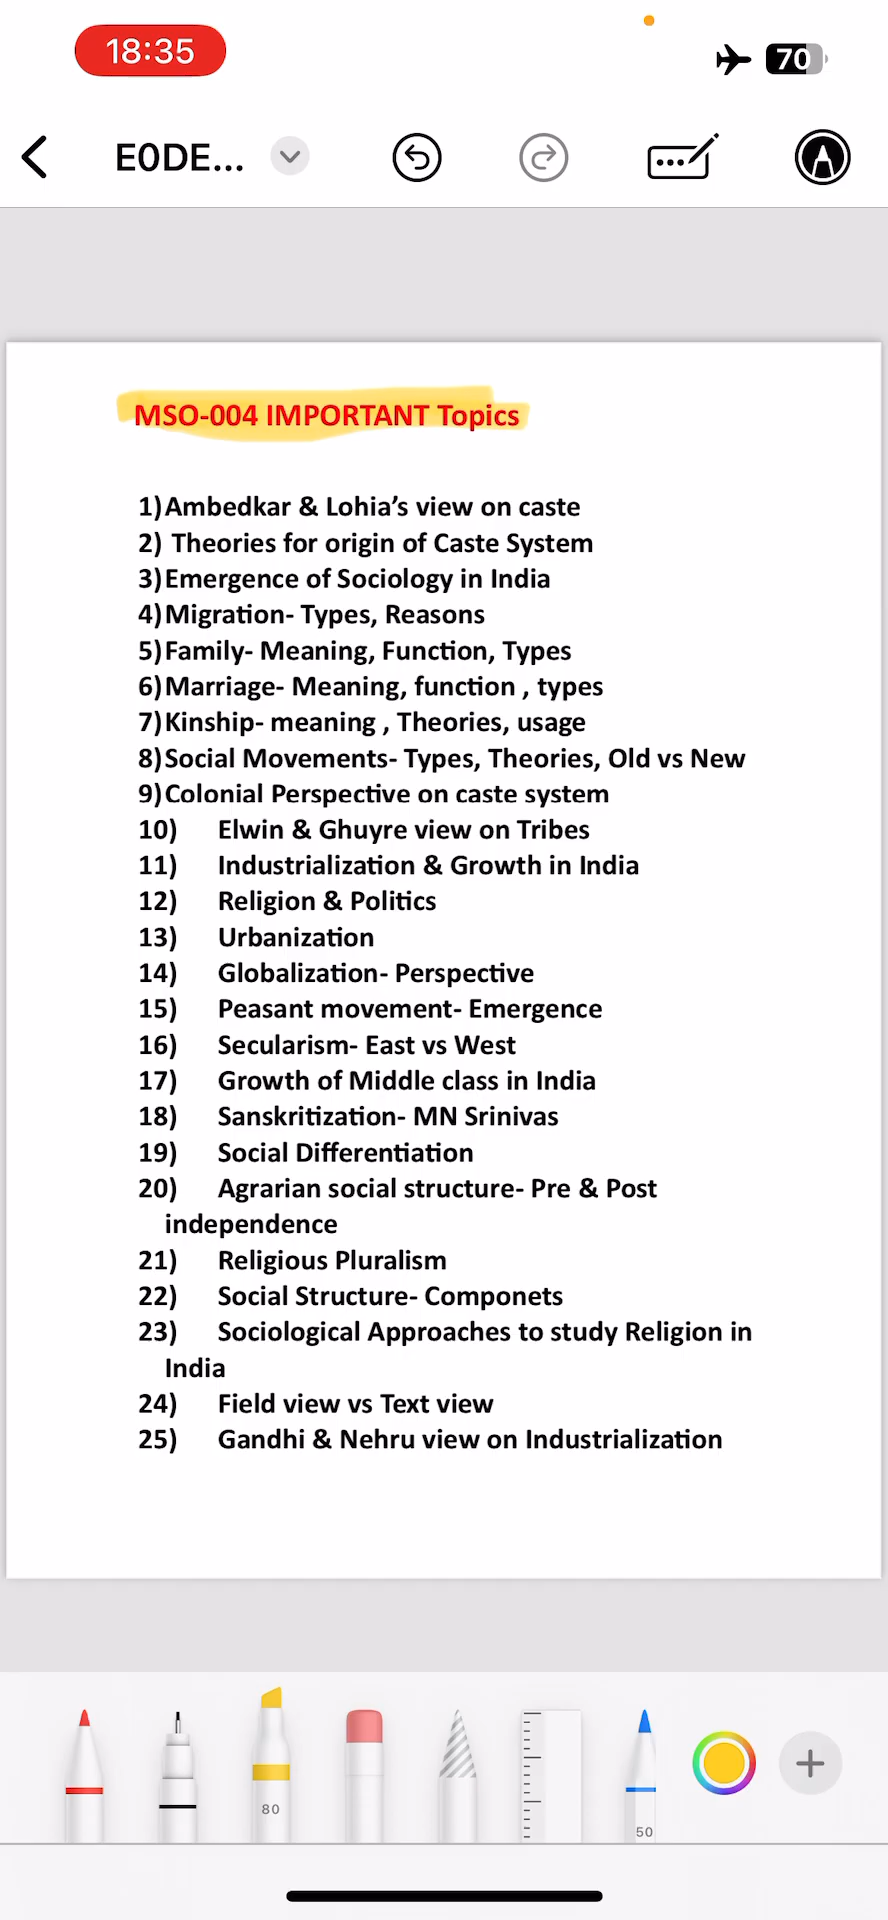 18:35
70
E0DE...
MSO-004 IMPORTANT Topics
1)Ambedkar & Lohia’s view on caste
2) Theories for origin of Caste System
3)Emergence of Sociology in India
4)Migration- Types, Reasons
5)Family- Meaning, Function, Types
6)Marriage- Meaning, function , types
7)Kinship- meaning , Theories, usage
8)Social Movements- Types, Theories, Old vs New
9)Colonial Perspective on caste system
10) Elwin & Ghuyre view on Tribes
11) Industrialization & Growth in India
12) Religion & Politics
13) Urbanization
14) Globalization- Perspective
15) Peasant movement- Emergence
16) Secularism- East vs West
17) Growth of Middle class in India
18) Sanskritization- MN Srinivas
19) Social Differentiation
20) Agrarian social structure- Pre & Post
independence
21) Religious Pluralism
22) Social Structure- Componets
23) Sociological Approaches to study Religion in
India
24) Field view vs Text view
25) Gandhi & Nehru view on Industrialization
80
50